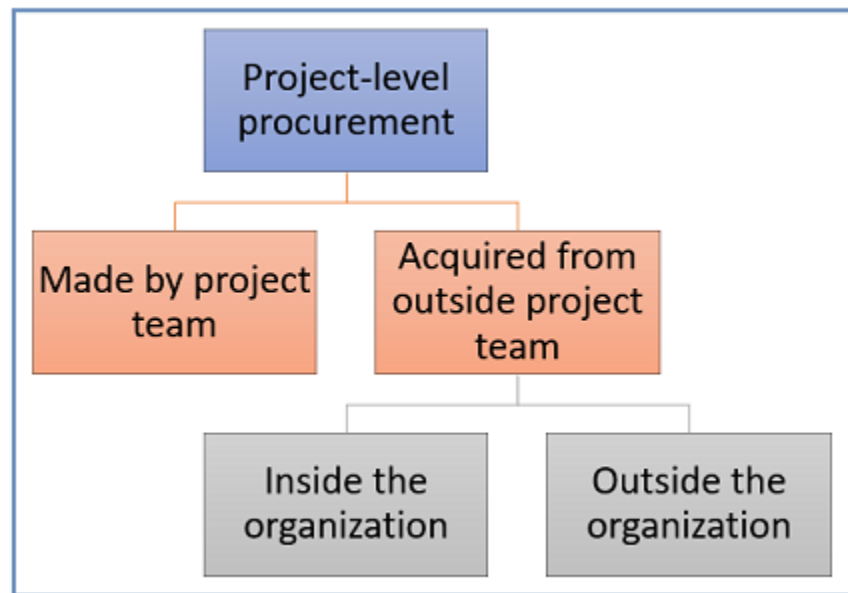 Project-level
procurement
Made by project
team
Acquired from
outside project
team
Inside the
organization
Outside the
organization